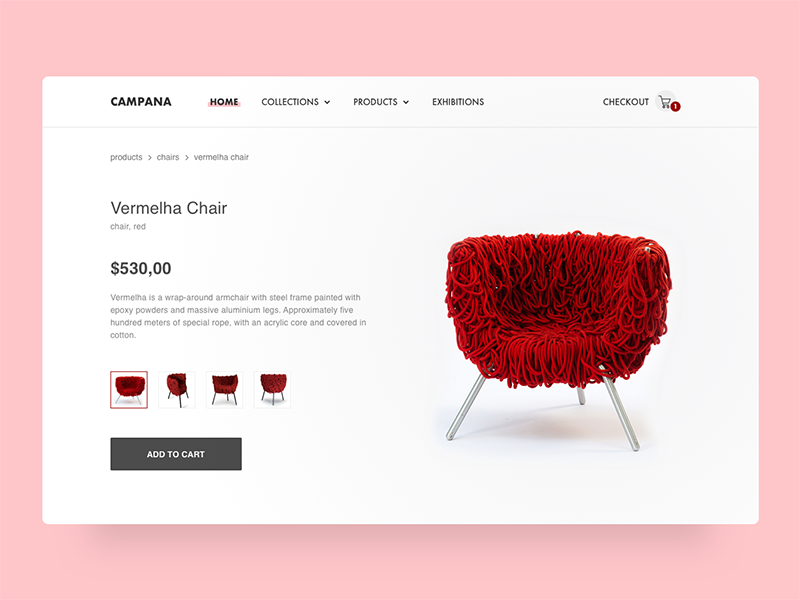 CAMPANA HOME COLLECTIONS PRODUCTS EXHIBITIONS CHECKOUT 1
products > chairs > vermelha chair
Vermelha Chair
chair, red
$530,00
Vermelha is a wrap-around armchair with steel frame painted with
epoxy powders and massive aluminium legs. Approximately five
hundred meters of special rope, with an acrylic core and covered in
cotton.
ADD TO CART